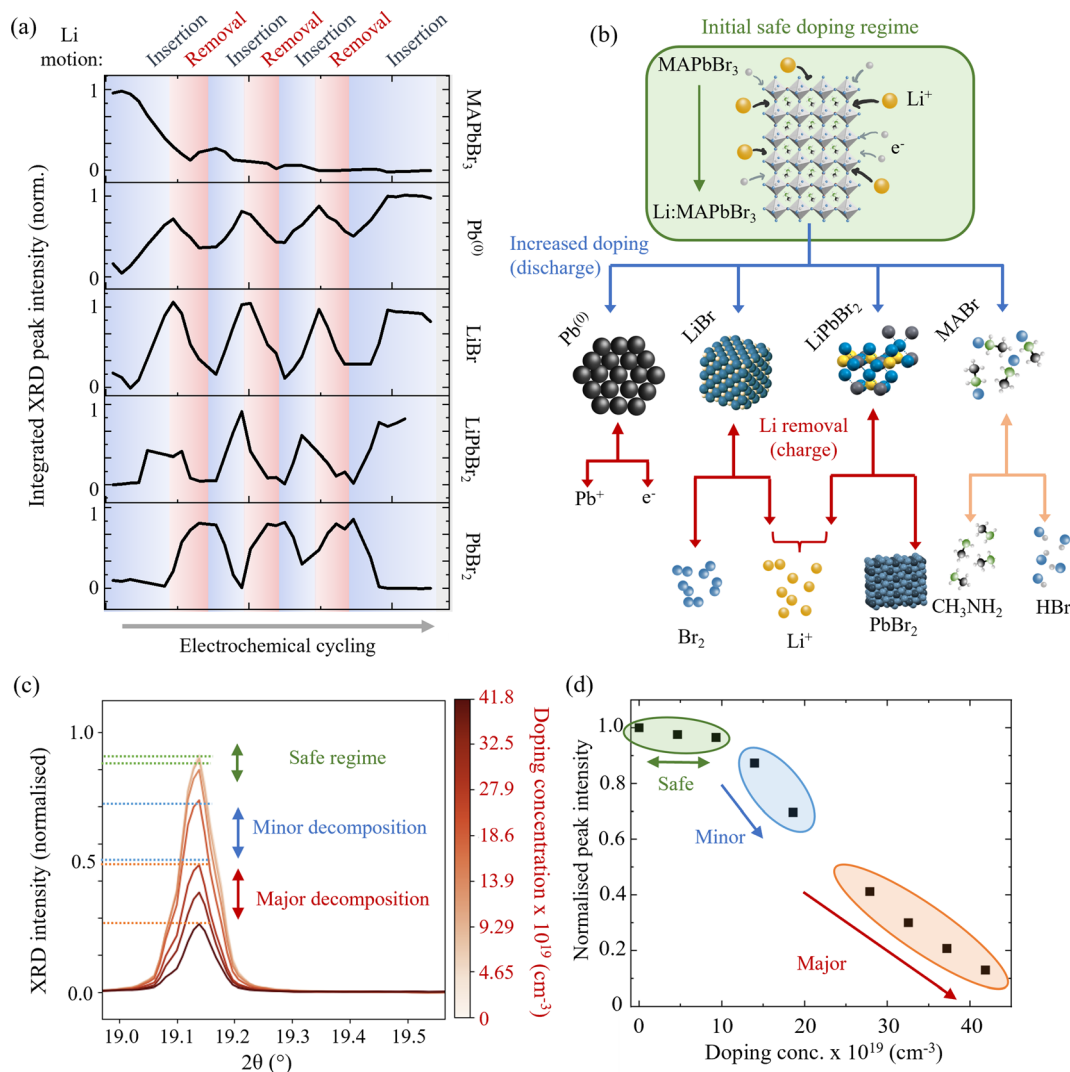 (a)
Li
motion:
Insertion
Removal
Insertion
Removal
Insertion
Removal
Insertion
Integrated XRD peak intensity (norm.)
1
0
MAPbBr3
0
1
Pb(0)
1
0
LiBr
1
0
LiPbBr2
1
0
PbBr2
Electrochemical cycling
(b)
Initial safe doping regime
MAPbBr3
Li+
e-
Li:MAPbBr3
Increased doping
(discharge)
Pb(0)
LiBr
LiPbBr2
MABr
Li removal
(charge)
Pb+
e-
Br2
Li+
PbBr2
CH3NH2
HBr
(c)
XRD intensity (normalised)
1.0
0.5
0.0
Safe regime
Minor decomposition
Major decomposition
19.0
19.1
19.2
19.3
19.4
19.5
2θ (°)
41.8
32.5
27.9
18.6
13.9
9.29
4.65
0
Doping concentration x 10^19 (cm-3)
(d)
Normalised peak intensity
1.0
0.8
0.6
0.4
0.2
0
Safe
Minor
Major
0
10
20
30
40
Doping conc. x 10^19 (cm-3)